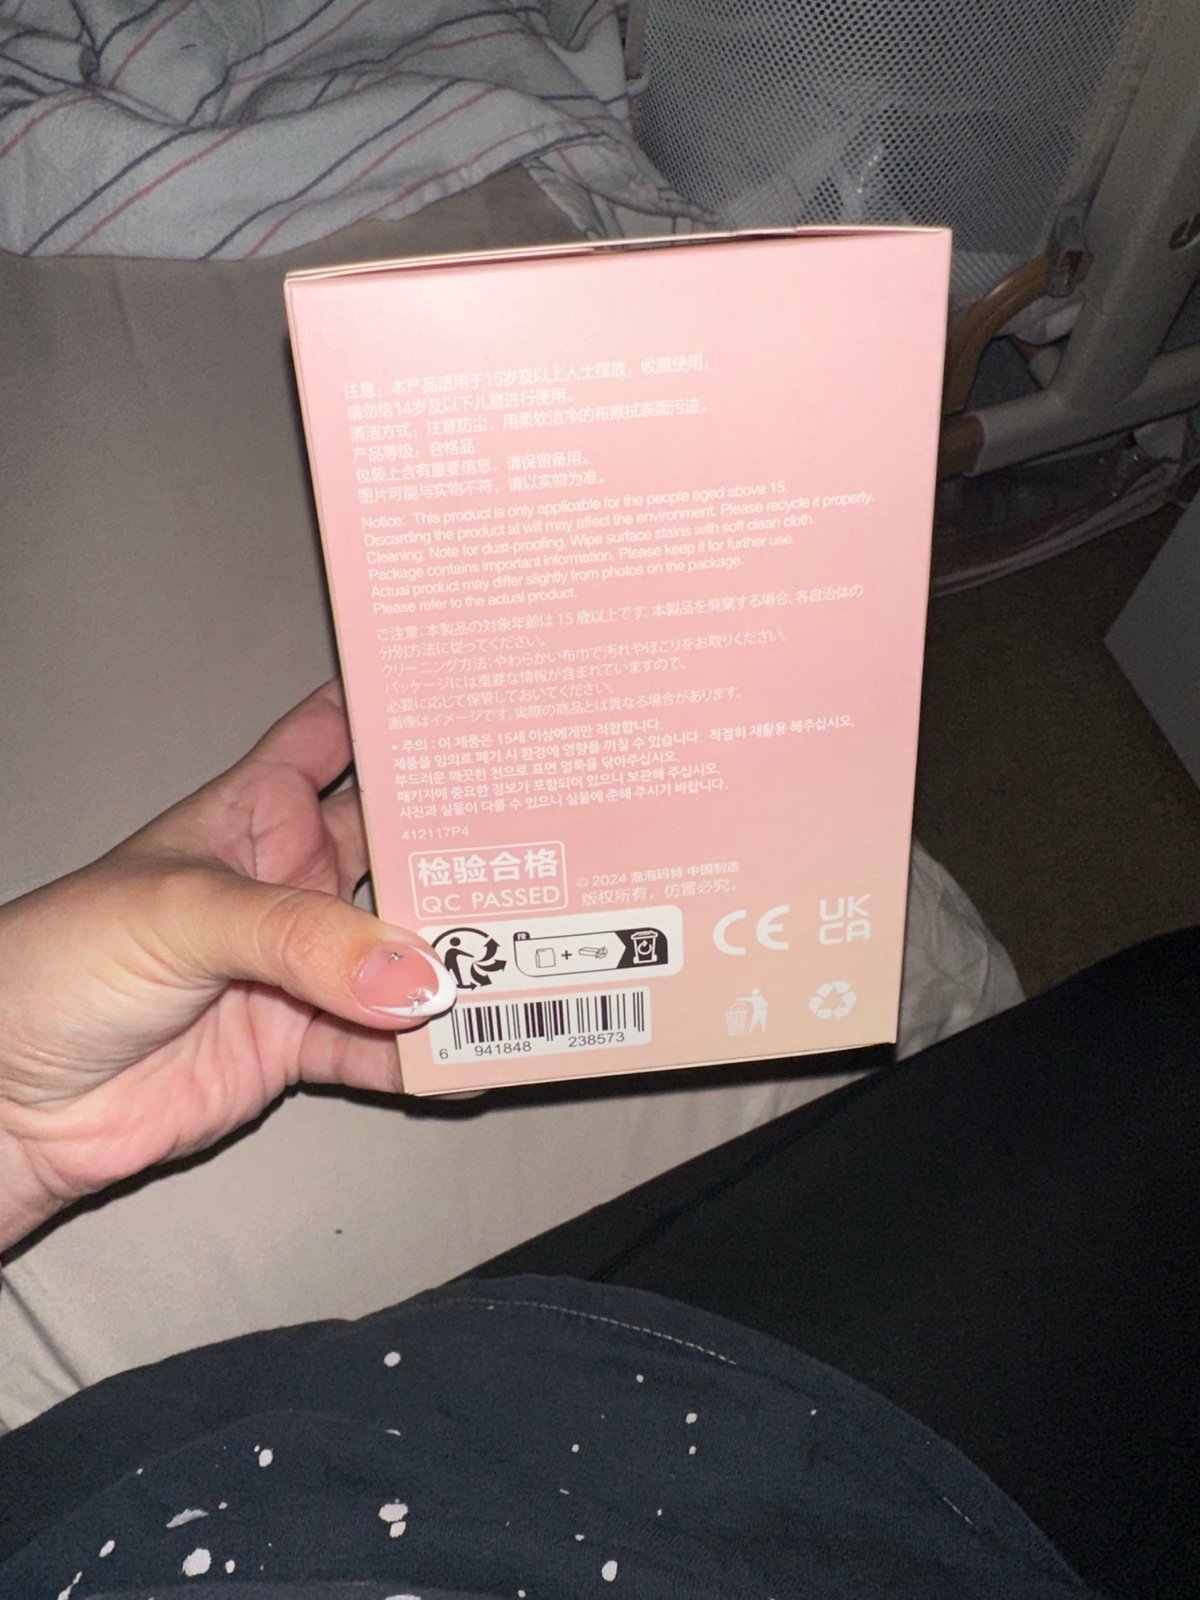 注意：本产品适用于15岁及以上人士摆放，收藏使用，
请勿给14岁及以下儿童进行使用。
清洁方式：注意防尘，用柔软洁净的布擦拭表面污迹。
产品等级：合格品
包装上含有重要信息，请保留备用。
图片可能与实物不符，请以实物为准。
Notice: This product is only applicable for the people aged above 15.
Discarding the product at will may affect the environment. Please recycle it properly.
Cleaning: Note for dust-proofing. Wipe surface stains with soft clean cloth.
Package contains important information. Please keep it for further use.
Actual product may differ slightly from photos on the package.
Please refer to the actual product.
ご注意：本製品の対象年齢は 15 歳以上です。本製品を廃棄する場合、各自治体の
分別方法に従ってください。
クリーニング方法：やわらかい布巾で汚れやほこりをお取りください。
パッケージには重要な情報が含まれていますので、
必要に応じて保管しておいてください。
画像はイメージです。実際の商品とは異なる場合があります。
• 주의 : 이 제품은 15세 이상에게만 적합합니다.
제품을 임의로 폐기 시 환경에 영향을 끼칠 수 있습니다. 적절히 재활용 해주십시오.
부드러운 깨끗한 천으로 표면 얼룩을 닦아주십시오.
패키지에 중요한 정보가 포함되어 있으니 보관해 주십시오.
사진과 실물이 다를 수 있으니 실물에 준해 주시기 바랍니다.
412117P4
检验合格
QC PASSED
© 2024 泡泡玛特 中国制造
版权所有，仿冒必究。
FR
+
CE
UK
CA
6 941848 238573